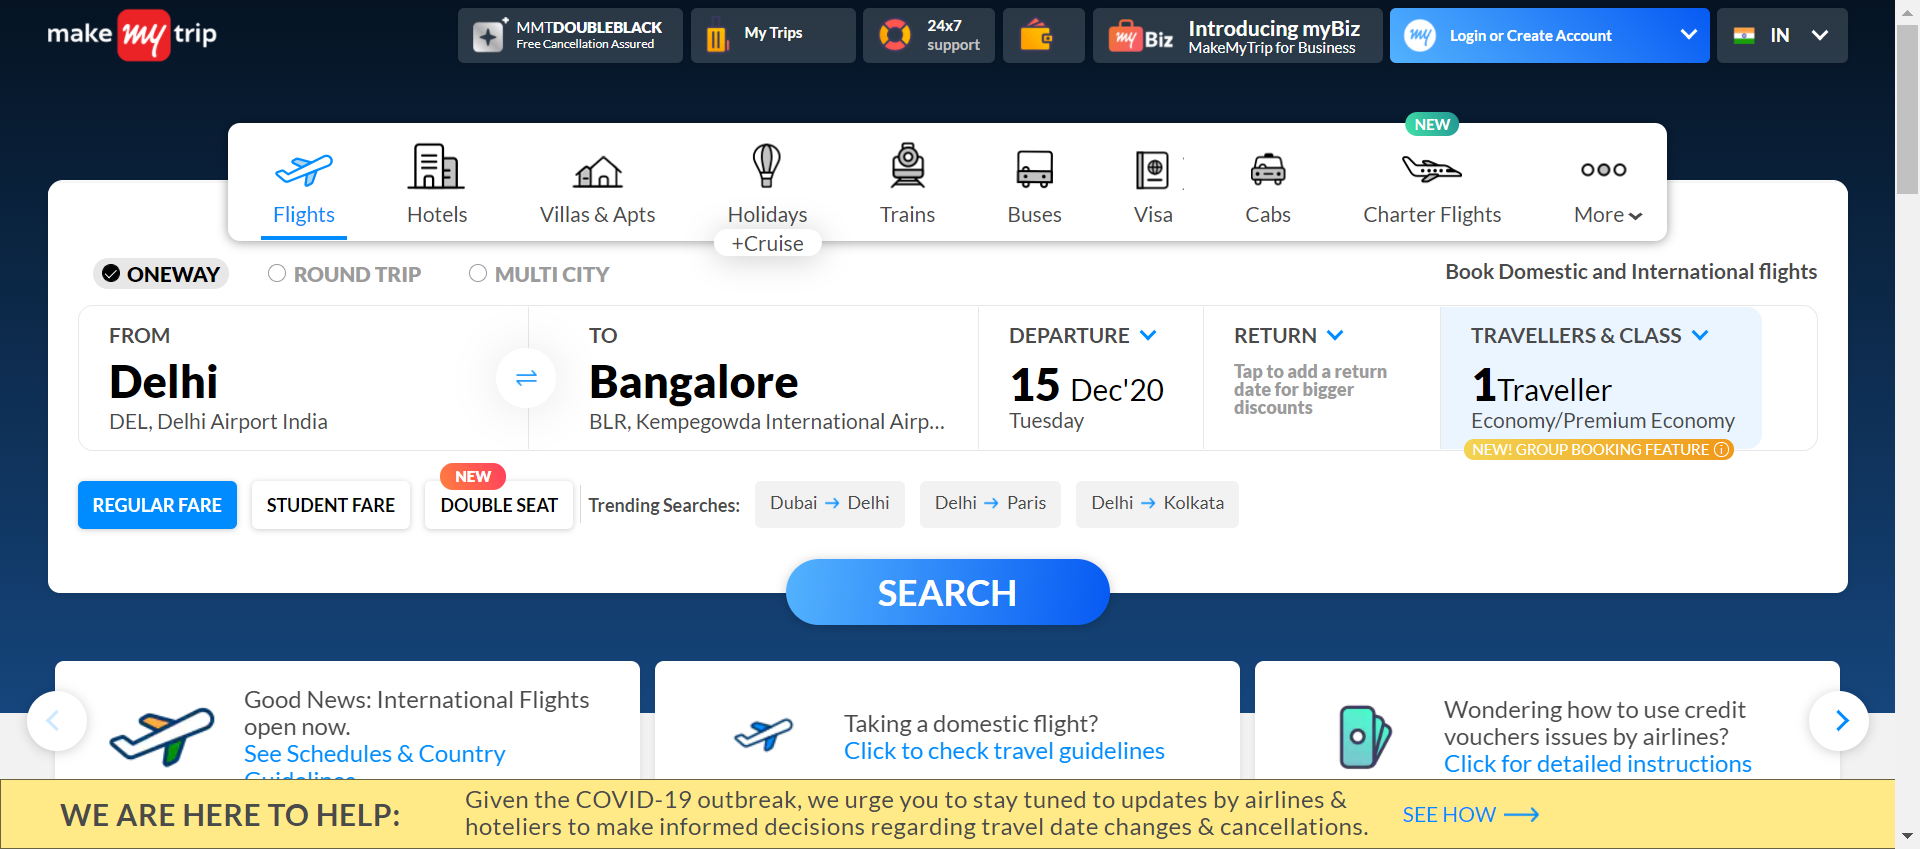 make my trip
MMTDOUBLEBLACK
Free Cancellation Assured
My Trips
24x7
support
my Biz
Introducing myBiz
MakeMyTrip for Business
my
Login or Create Account
IN
NEW
Flights
Hotels
Villas & Apts
Holidays
+Cruise
Trains
Buses
Visa
Cabs
Charter Flights
More
ONEWAY
ROUND TRIP
MULTI CITY
Book Domestic and International flights
FROM
Delhi
DEL, Delhi Airport India
TO
Bangalore
BLR, Kempegowda International Airp...
DEPARTURE
15 Dec'20
Tuesday
RETURN
Tap to add a return
date for bigger
discounts
TRAVELLERS & CLASS
1Traveller
Economy/Premium Economy
NEW! GROUP BOOKING FEATURE
REGULAR FARE
STUDENT FARE
NEW
DOUBLE SEAT
Trending Searches:
Dubai → Delhi
Delhi → Paris
Delhi → Kolkata
SEARCH
Good News: International Flights
open now.
See Schedules & Country
Guidelines
Taking a domestic flight?
Click to check travel guidelines
Wondering how to use credit
vouchers issues by airlines?
Click for detailed instructions
WE ARE HERE TO HELP:
Given the COVID-19 outbreak, we urge you to stay tuned to updates by airlines &
hoteliers to make informed decisions regarding travel date changes & cancellations.
SEE HOW →